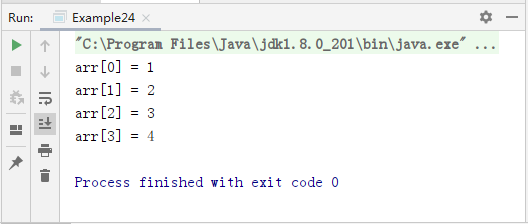 Run: Example24
"C:\Program Files\Java\jdk1.8.0_201\bin\java.exe" ...
arr[0] = 1
arr[1] = 2
arr[2] = 3
arr[3] = 4
Process finished with exit code 0